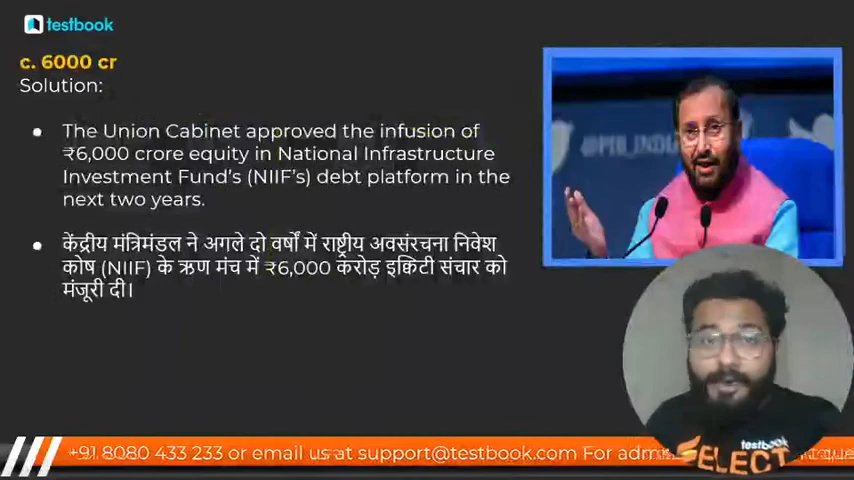 testbook
c. 6000 cr
Solution:
The Union Cabinet approved the infusion of
₹6,000 crore equity in National Infrastructure
Investment Fund's (NIIF's) debt platform in the
next two years.
केंद्रीय मंत्रिमंडल ने अगले दो वर्षों में राष्ट्रीय अवसंरचना निवेश
कोष (NIIF) के ऋण मंच में ₹6,000 करोड़ इक्विटी संचार को
मंजूरी दी।
@PIB_INDI
testbook
SELECT
+91 8080 433 233 or email us at support@testbook.com For